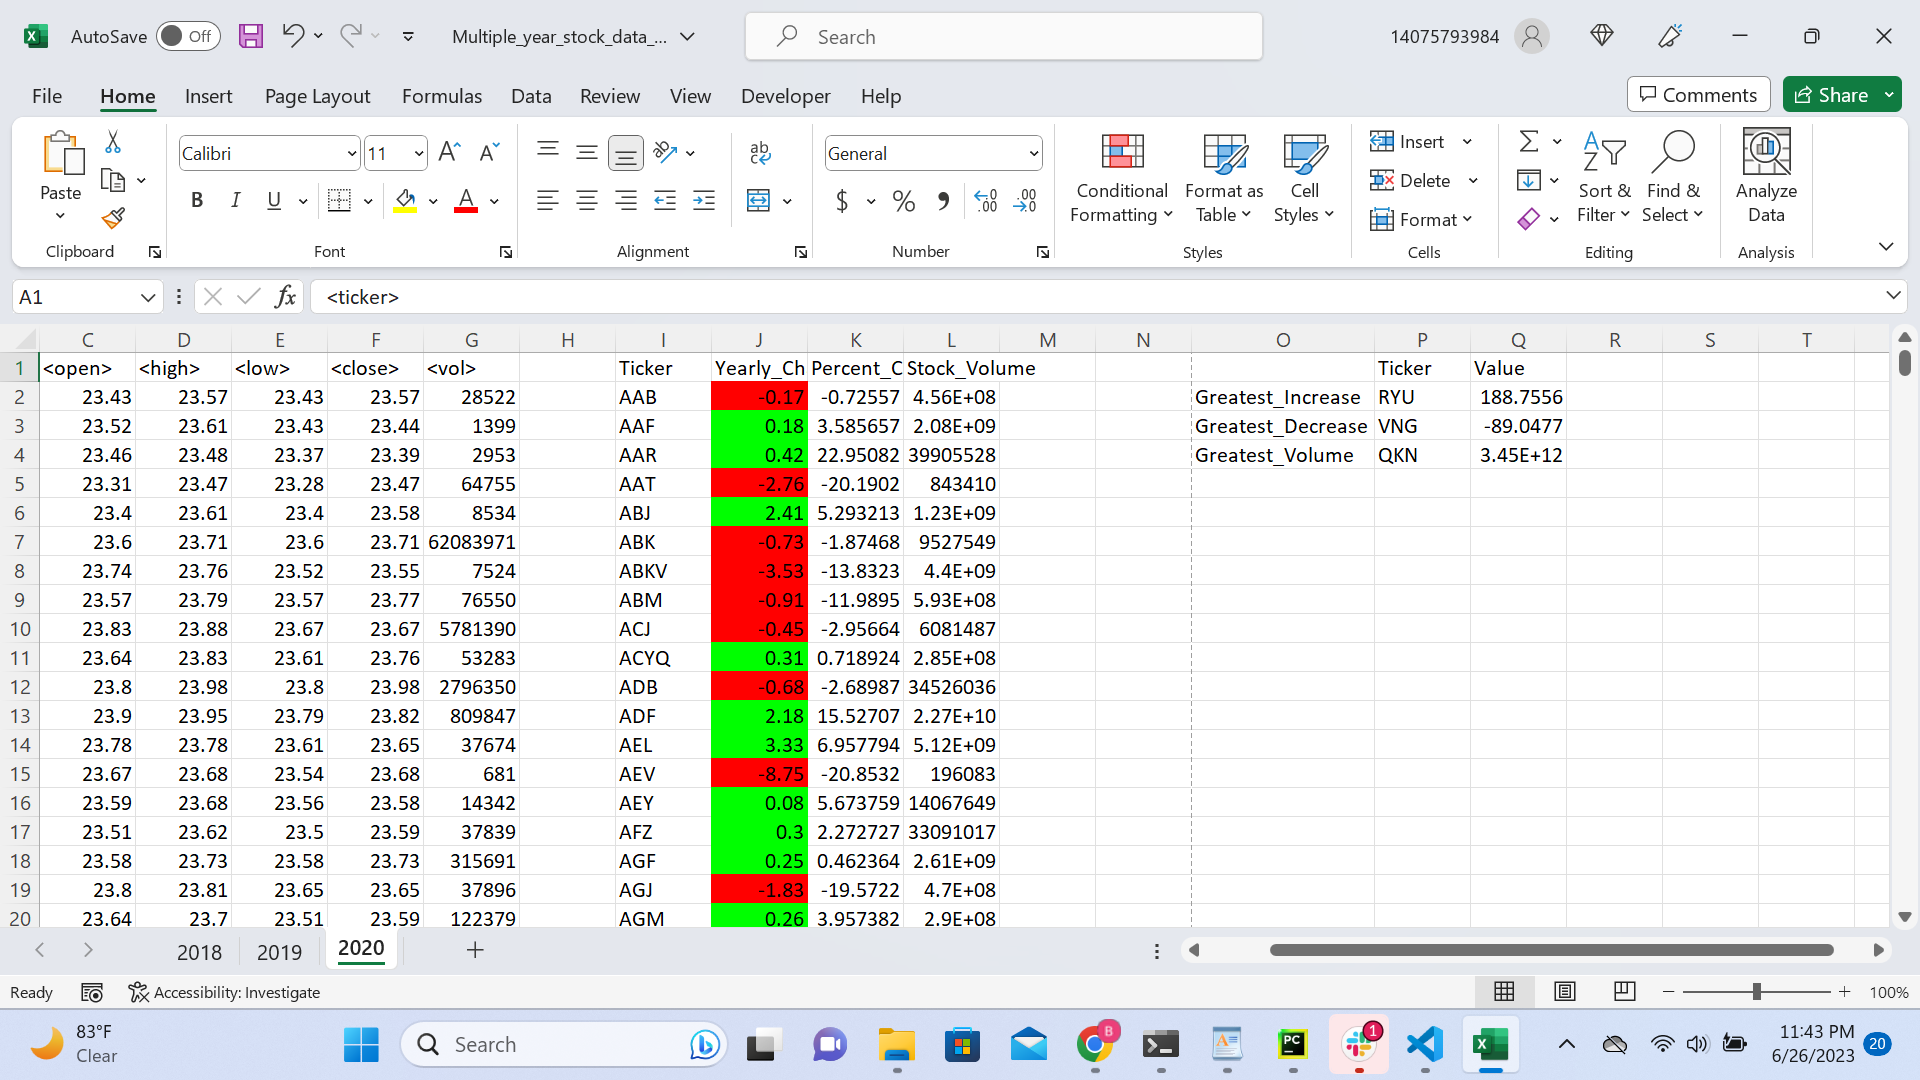 AutoSave Off Multiple_year_stock_data_... Search 14075793984
File Home Insert Page Layout Formulas Data Review View Developer Help Comments Share
Paste Calibri 11 General Conditional Formatting Format as Table Cell Styles Insert Delete Format Sort & Filter Find & Select Analyze Data
Clipboard Font Alignment Number Styles Cells Editing Analysis
A1 fx <ticker>
C D E F G H I J K L M N O P Q R S T
1 <open> <high> <low> <close> <vol> Ticker Yearly_Ch Percent_C Stock_Volume Ticker Value
2 23.43 23.57 23.43 23.57 28522 AAB -0.17 -0.72557 4.56E+08 Greatest_Increase RYU 188.7556
3 23.52 23.61 23.43 23.44 1399 AAF 0.18 3.585657 2.08E+09 Greatest_Decrease VNG -89.0477
4 23.46 23.48 23.37 23.39 2953 AAR 0.42 22.95082 39905528 Greatest_Volume QKN 3.45E+12
5 23.31 23.47 23.28 23.47 64755 AAT -2.76 -20.1902 843410
6 23.4 23.61 23.4 23.58 8534 ABJ 2.41 5.293213 1.23E+09
7 23.6 23.71 23.6 23.71 62083971 ABK -0.73 -1.87468 9527549
8 23.74 23.76 23.52 23.55 7524 ABKV -3.53 -13.8323 4.4E+09
9 23.57 23.79 23.57 23.77 76550 ABM -0.91 -11.9895 5.93E+08
10 23.83 23.88 23.67 23.67 5781390 ACJ -0.45 -2.95664 6081487
11 23.64 23.83 23.61 23.76 53283 ACYQ 0.31 0.718924 2.85E+08
12 23.8 23.98 23.8 23.98 2796350 ADB -0.68 -2.68987 34526036
13 23.9 23.95 23.79 23.82 809847 ADF 2.18 15.52707 2.27E+10
14 23.78 23.78 23.61 23.65 37674 AEL 3.33 6.957794 5.12E+09
15 23.67 23.68 23.54 23.68 681 AEV -8.75 -20.8532 196083
16 23.59 23.68 23.56 23.58 14342 AEY 0.08 5.673759 14067649
17 23.51 23.62 23.5 23.59 37839 AFZ 0.3 2.272727 33091017
18 23.58 23.73 23.58 23.73 315691 AGF 0.25 0.462364 2.61E+09
19 23.8 23.81 23.65 23.65 37896 AGJ -1.83 -19.5722 4.7E+08
20 23.64 23.7 23.51 23.59 122379 AGM 0.26 3.957382 2.9E+08
2018 2019 2020
Ready Accessibility: Investigate 100%
83°F Clear Search 11:43 PM 6/26/2023 20